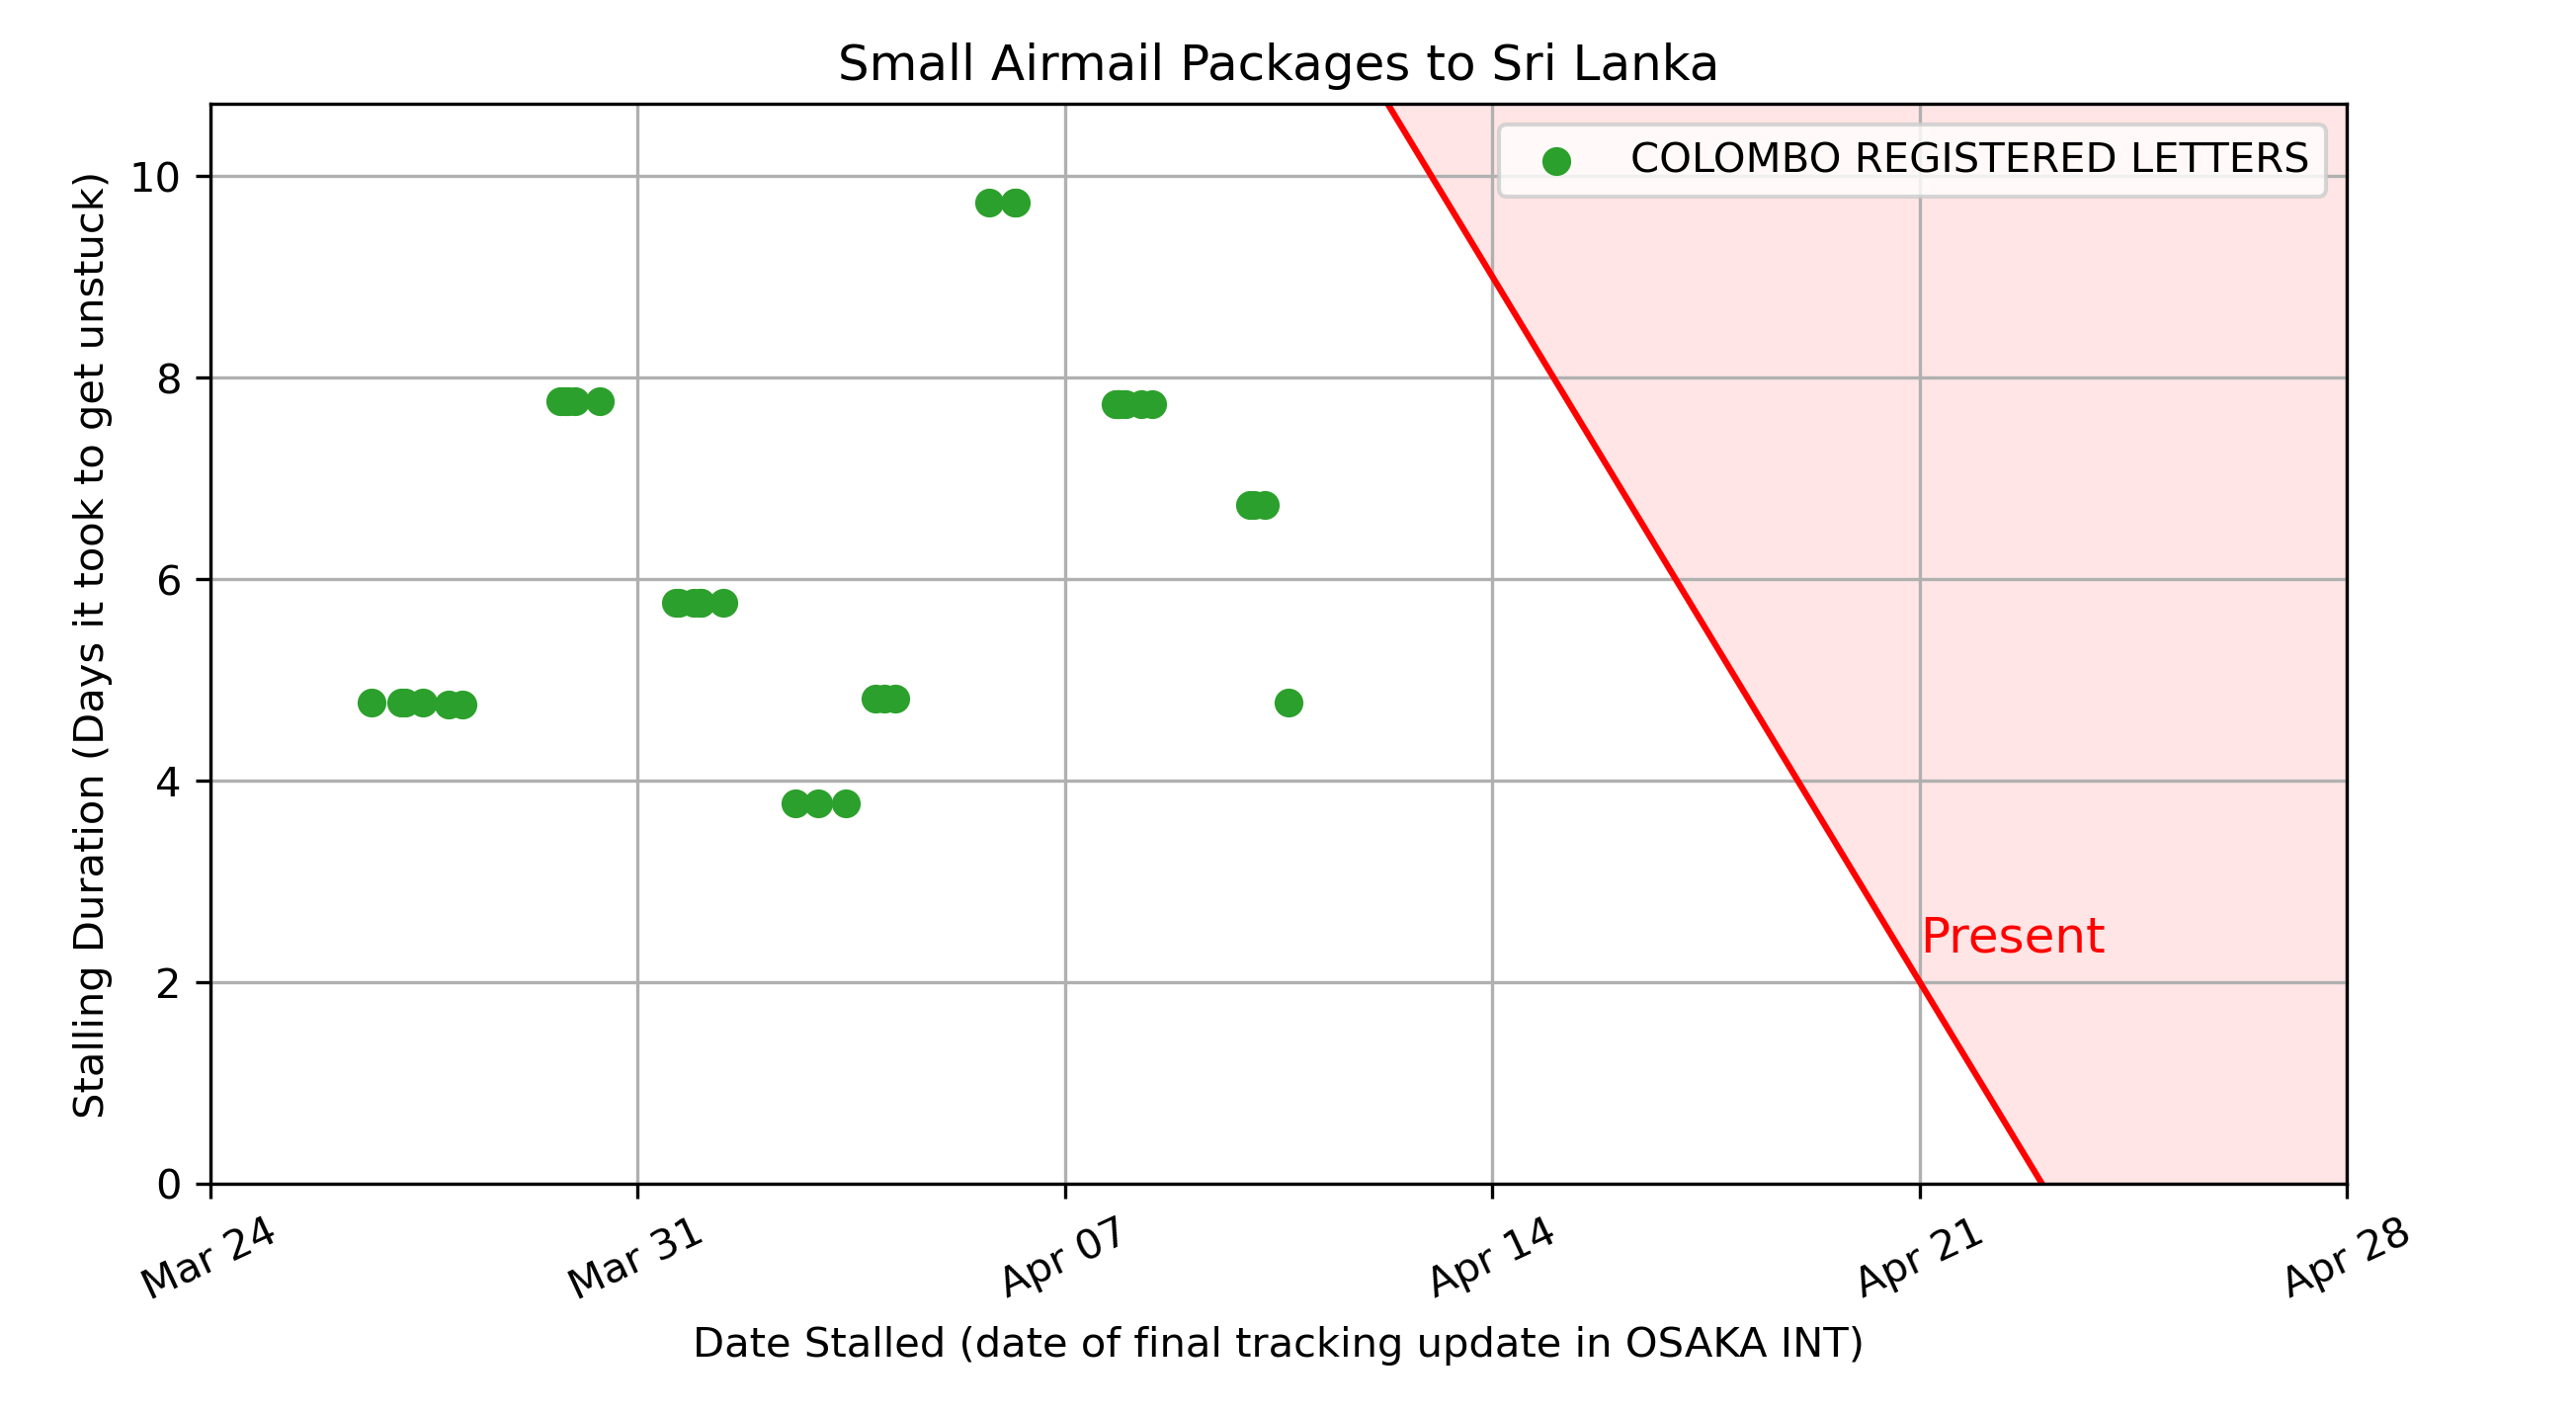 Small Airmail Packages to Sri Lanka
COLOMBO REGISTERED LETTERS
Stalling Duration (Days it took to get unstuck)
10
8
6
4
2
0
Present
Mar 24
Mar 31
Apr 07
Apr 14
Apr 21
Apr 28
Date Stalled (date of final tracking update in OSAKA INT)